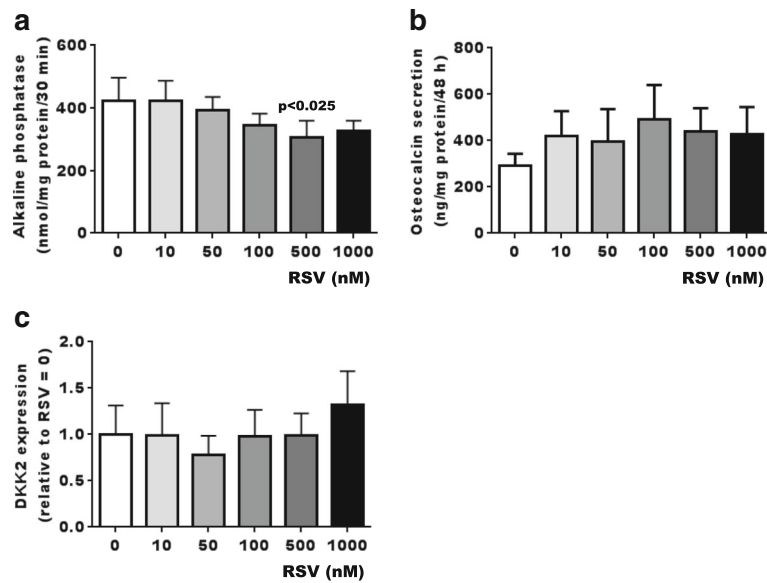 a
Alkaline phosphatase
(nmol/mg protein/30 min)
600
400
200
0
p<0.025
0 10 50 100 500 1000
RSV (nM)
b
Osteocalcin secretion
(ng/mg protein/48 h)
800
600
400
200
0
0 10 50 100 500 1000
RSV (nM)
c
DKK2 expression
(relative to RSV = 0)
2.0
1.5
1.0
0.5
0.0
0 10 50 100 500 1000
RSV (nM)